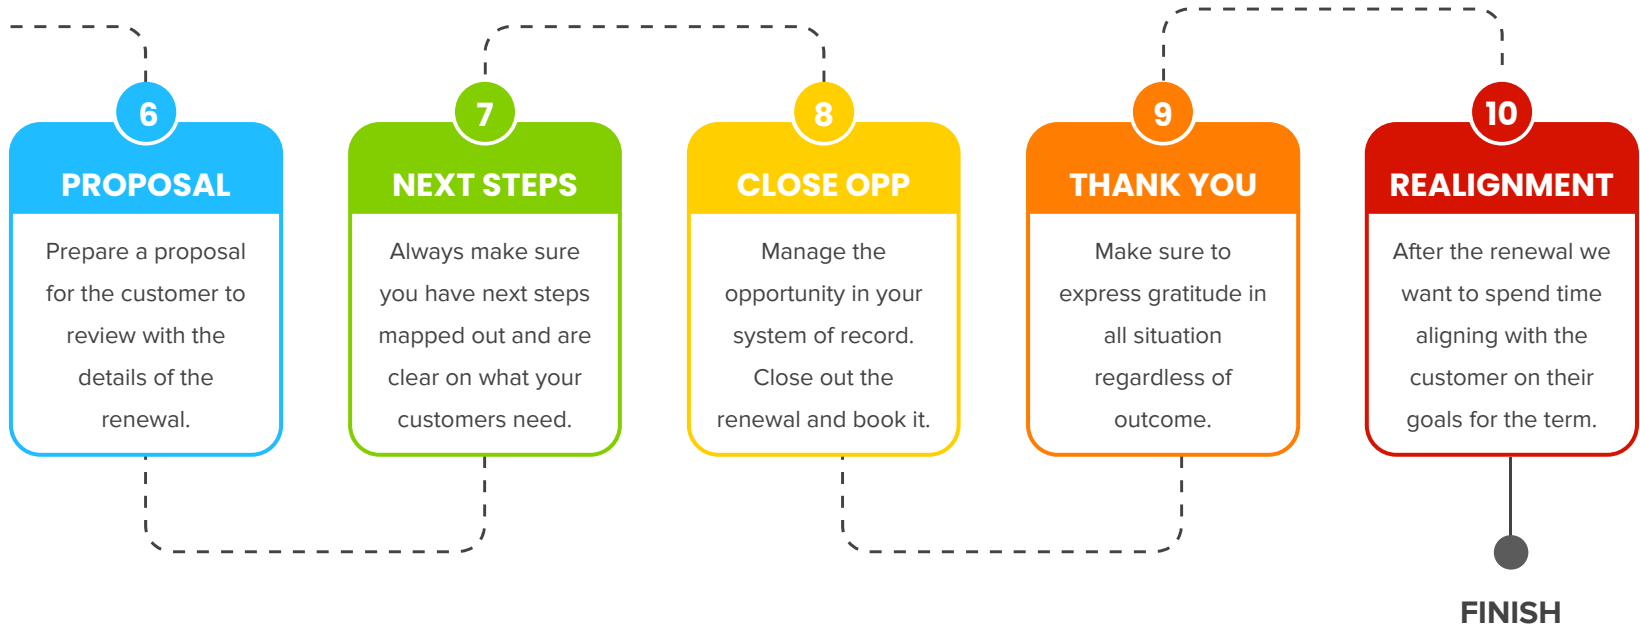 6
PROPOSAL
Prepare a proposal
for the customer to
review with the
details of the
renewal.
7
NEXT STEPS
Always make sure
you have next steps
mapped out and are
clear on what your
customers need.
8
CLOSE OPP
Manage the
opportunity in your
system of record.
Close out the
renewal and book it.
9
THANK YOU
Make sure to
express gratitude in
all situation
regardless of
outcome.
10
REALIGNMENT
After the renewal we
want to spend time
aligning with the
customer on their
goals for the term.
FINISH